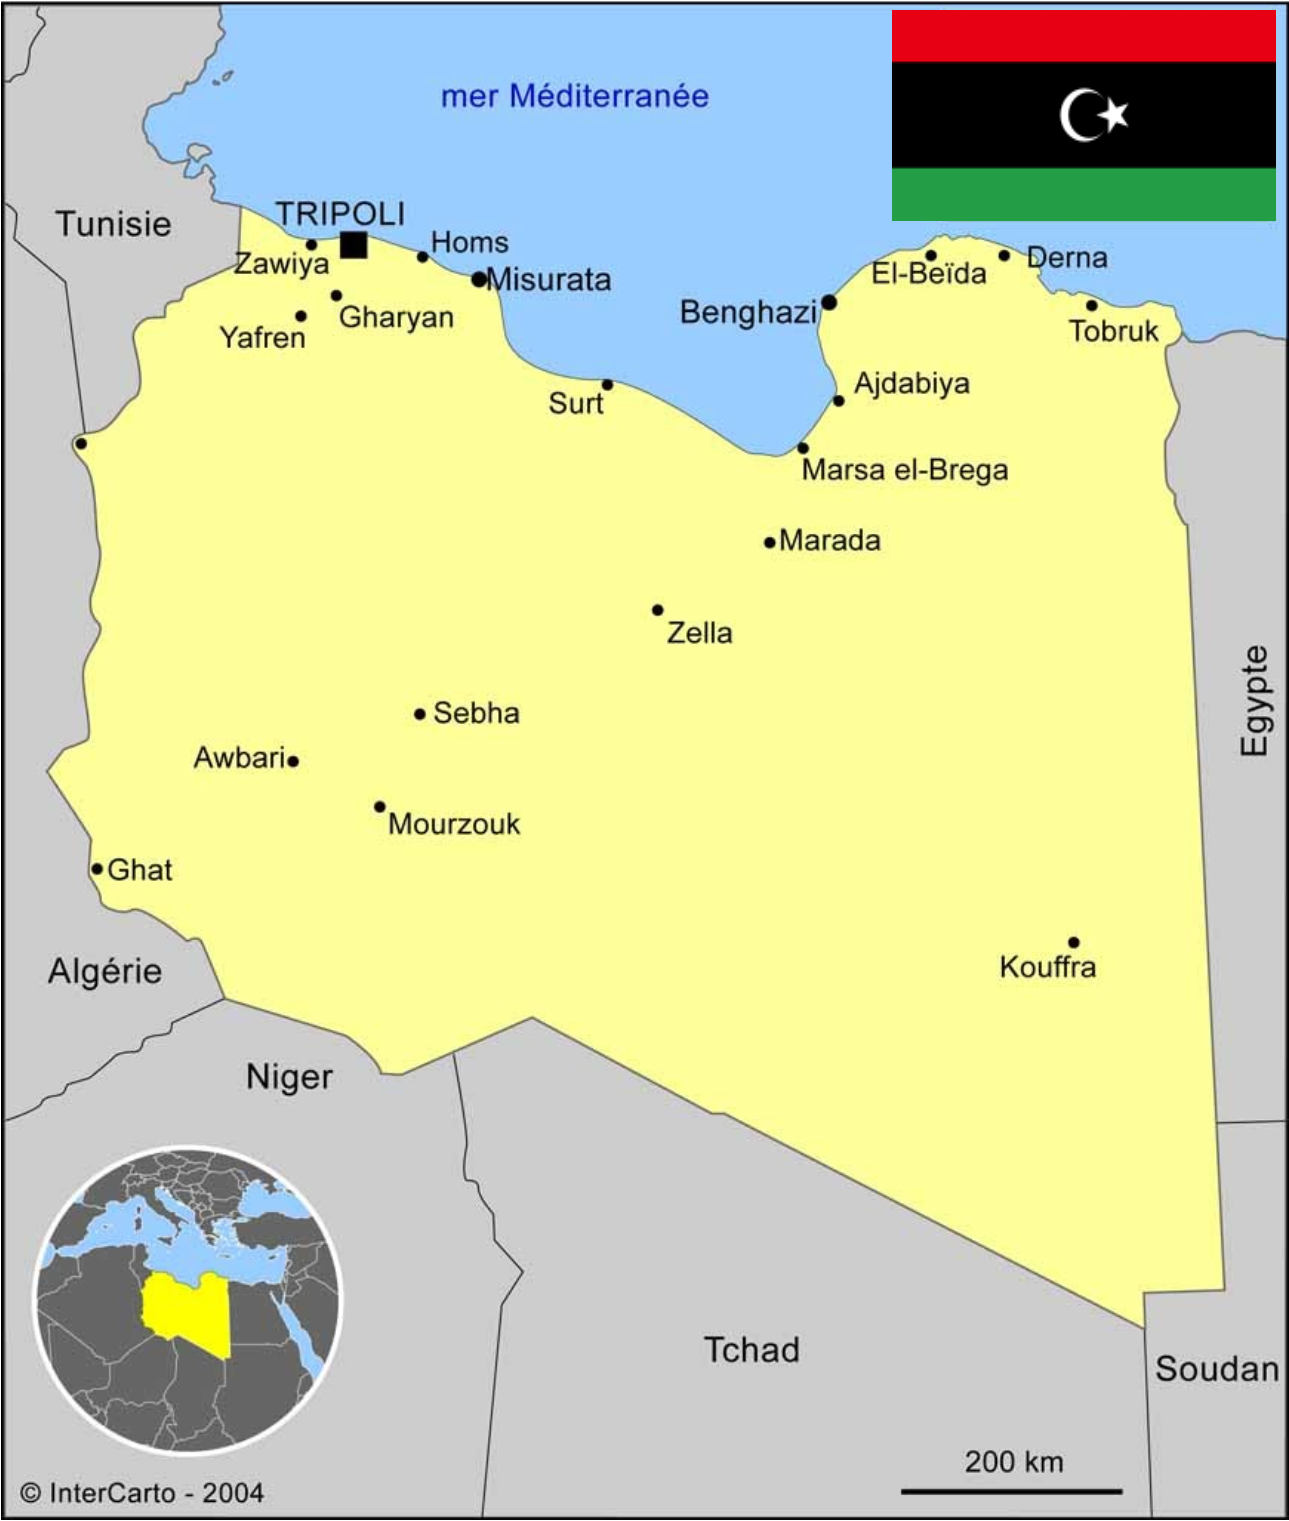 mer Méditerranée
Tunisie
TRIPOLI
Homs
Zawiya
Misurata
Gharyan
Yafren
El-Beïda
Derna
Benghazi
Tobruk
Ajdabiya
Surt
Marsa el-Brega
Marada
Zella
Egypte
Sebha
Awbari
Mourzouk
Ghat
Kouffra
Algérie
Niger
Tchad
Soudan
200 km
© InterCarto - 2004